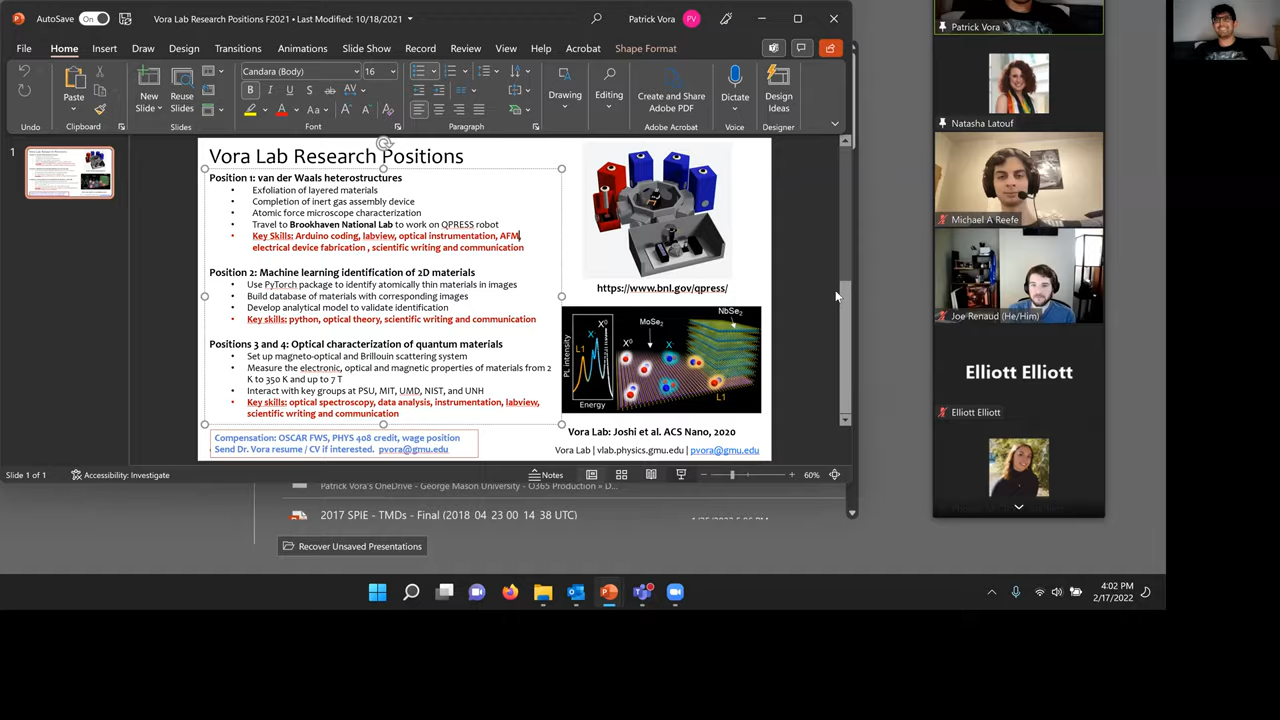 AutoSave On Vora Lab Research Positions F2021 • Last Modified: 10/18/2021 Patrick Vora PV
File Home Insert Draw Design Transitions Animations Slide Show Record Review View Help Acrobat Shape Format
Candara (Body) 16
Paste New Slide Reuse Slides Drawing Editing Create and Share Adobe PDF Dictate Design Ideas
Undo Clipboard Slides Font Paragraph Adobe Acrobat Voice Designer
1
Vora Lab Research Positions
Position 1: van der Waals heterostructures
• Exfoliation of layered materials
• Completion of inert gas assembly device
• Atomic force microscope characterization
• Travel to Brookhaven National Lab to work on QPRESS robot
• Key Skills: Arduino coding, labview, optical instrumentation, AFM,
electrical device fabrication , scientific writing and communication
Position 2: Machine learning identification of 2D materials
• Use PyTorch package to identify atomically thin materials in images
• Build database of materials with corresponding images
• Develop analytical model to validate identification
• Key skills: python, optical theory, scientific writing and communication
Positions 3 and 4: Optical characterization of quantum materials
• Set up magneto-optical and Brillouin scattering system
• Measure the electronic, optical and magnetic properties of materials from 2
K to 350 K and up to 7 T
• Interact with key groups at PSU, MIT, UMD, NIST, and UNH
• Key skills: optical spectroscopy, data analysis, instrumentation, labview,
scientific writing and communication
Compensation: OSCAR FWS, PHYS 408 credit, wage position
Send Dr. Vora resume / CV if interested. pvora@gmu.edu
https://www.bnl.gov/qpress/
PL intensity
L1 X⁻ X⁰
Energy
X⁰ MoSe₂ X⁻ NbSe₂
L1
Vora Lab: Joshi et al. ACS Nano, 2020
Vora Lab | vlab.physics.gmu.edu | pvora@gmu.edu
Slide 1 of 1 Accessibility: Investigate Notes 60%
Patrick Vora's OneDrive - George Mason University - O365 Production » D...
2017 SPIE - TMDs - Final (2018_04_23 00_14_38 UTC)
Recover Unsaved Presentations
4:02 PM
2/17/2022
Patrick Vora
Natasha Latouf
Michael A Reefe
Joe Renaud (He/Him)
Elliott Elliott
Elliott Elliott